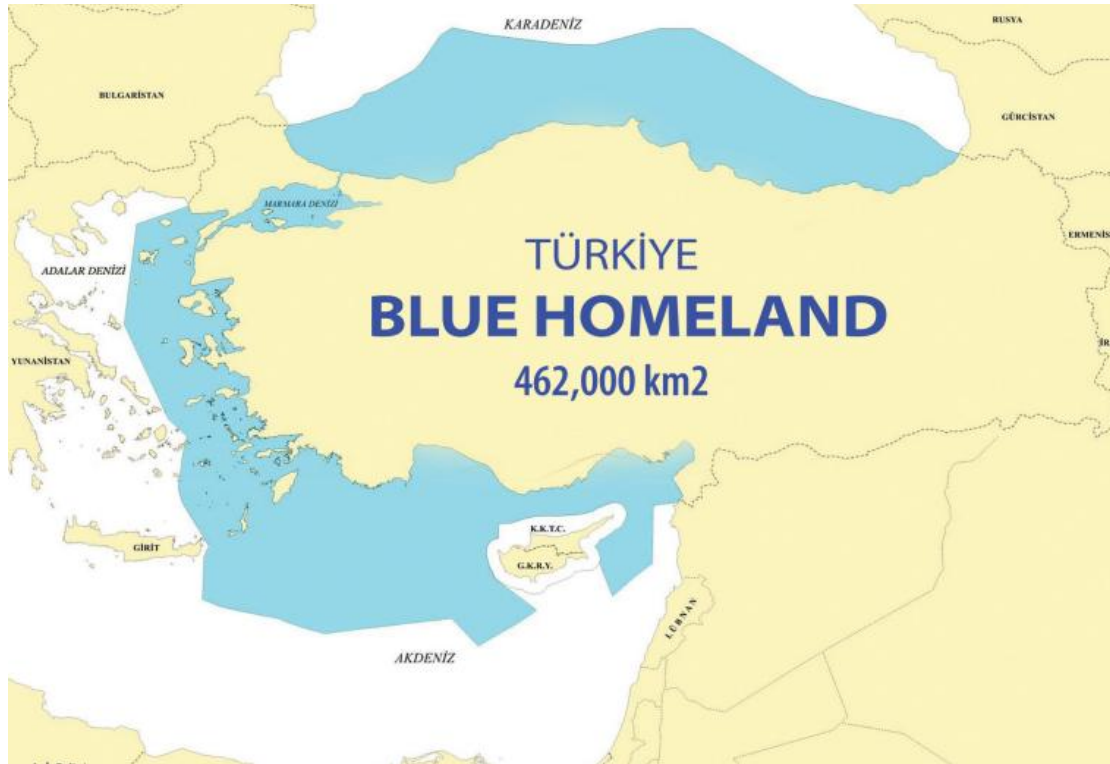 KARADENİZ
RUSYA
BULGARİSTAN
GÜRCİSTAN
MARMARA DENİZİ
ERMENİS
ADALAR DENİZİ
TÜRKİYE
BLUE HOMELAND
462,000 km2
İR
YUNANİSTAN
K.K.T.C.
GİRİT
G.K.R.Y.
LÜBNAN
AKDENİZ